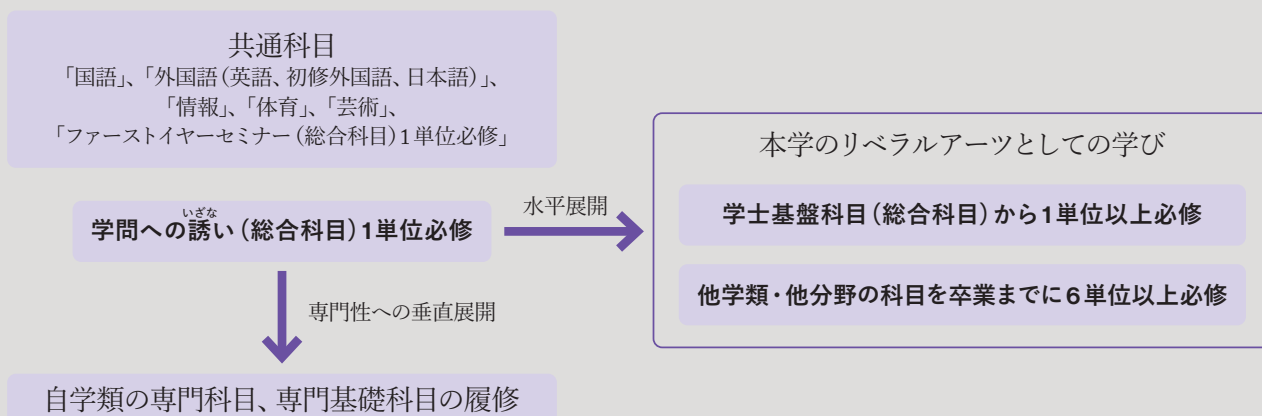 共通科目
「国語」、「外国語(英語、初修外国語、日本語)」、
「情報」、「体育」、「芸術」、
「ファーストイヤーセミナー(総合科目)1単位必修」
いざな
学問への誘い(総合科目)1単位必修
水平展開
本学のリベラルアーツとしての学び
学士基盤科目(総合科目)から1単位以上必修
他学類・他分野の科目を卒業までに6単位以上必修
専門性への垂直展開
自学類の専門科目、専門基礎科目の履修